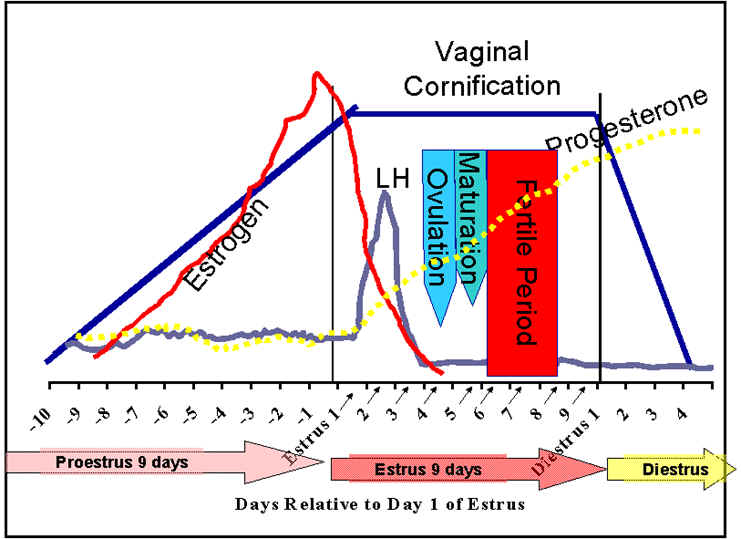 Vaginal
Cornification
Progesterone
Estrogen
LH
Ovulation
Maturation
Fertile Period
-10 -9 -8 -7 -6 -5 -4 -3 -2 -1 Estrus 1 2 3 4 5 6 7 8 9 Diestrus 1 2 3 4
Proestrus 9 days
Estrus 9 days
Diestrus
Days Relative to Day 1 of Estrus